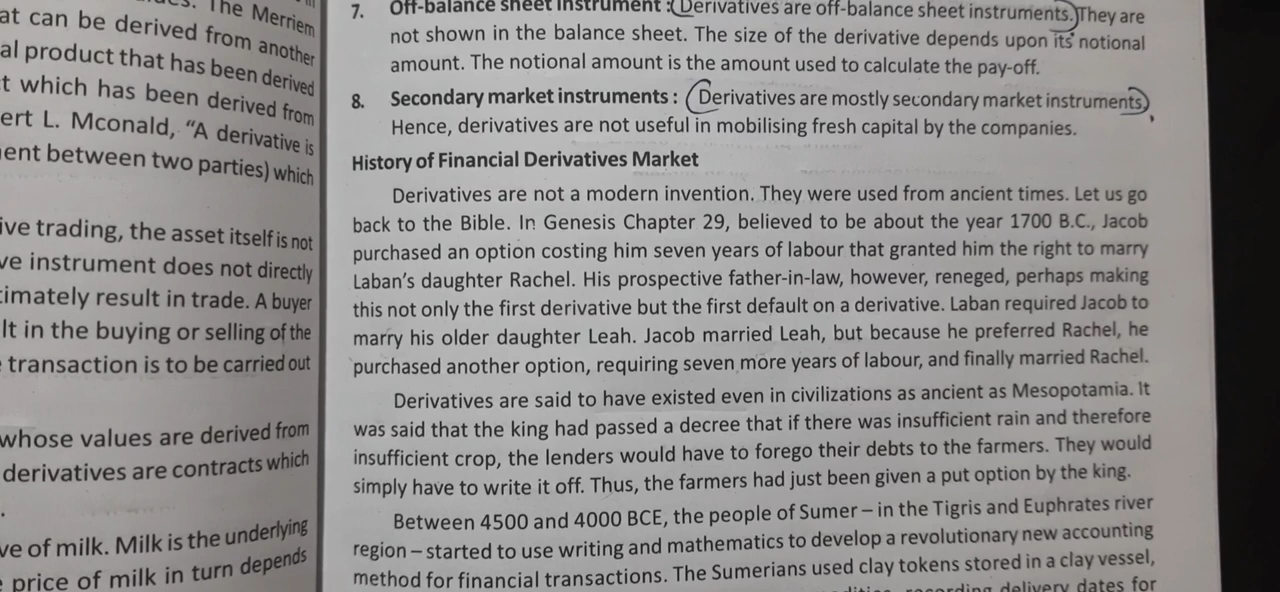 The Merriem
at can be derived from another
al product that has been derived
t which has been derived from
ert L. Mconald, “A derivative is
ent between two parties) which
ive trading, the asset itself is not
ve instrument does not directly
timately result in trade. A buyer
lt in the buying or selling of the
transaction is to be carried out
whose values are derived from
derivatives are contracts which
.
ve of milk. Milk is the underlying
price of milk in turn depends
7. Off-balance sheet instrument : Derivatives are off-balance sheet instruments. They are
not shown in the balance sheet. The size of the derivative depends upon its notional
amount. The notional amount is the amount used to calculate the pay-off.
8. Secondary market instruments : Derivatives are mostly secondary market instruments,
Hence, derivatives are not useful in mobilising fresh capital by the companies.
History of Financial Derivatives Market
Derivatives are not a modern invention. They were used from ancient times. Let us go
back to the Bible. In Genesis Chapter 29, believed to be about the year 1700 B.C., Jacob
purchased an option costing him seven years of labour that granted him the right to marry
Laban’s daughter Rachel. His prospective father-in-law, however, reneged, perhaps making
this not only the first derivative but the first default on a derivative. Laban required Jacob to
marry his older daughter Leah. Jacob married Leah, but because he preferred Rachel, he
purchased another option, requiring seven more years of labour, and finally married Rachel.
Derivatives are said to have existed even in civilizations as ancient as Mesopotamia. It
was said that the king had passed a decree that if there was insufficient rain and therefore
insufficient crop, the lenders would have to forego their debts to the farmers. They would
simply have to write it off. Thus, the farmers had just been given a put option by the king.
Between 4500 and 4000 BCE, the people of Sumer – in the Tigris and Euphrates river
region – started to use writing and mathematics to develop a revolutionary new accounting
method for financial transactions. The Sumerians used clay tokens stored in a clay vessel,
recording delivery dates for